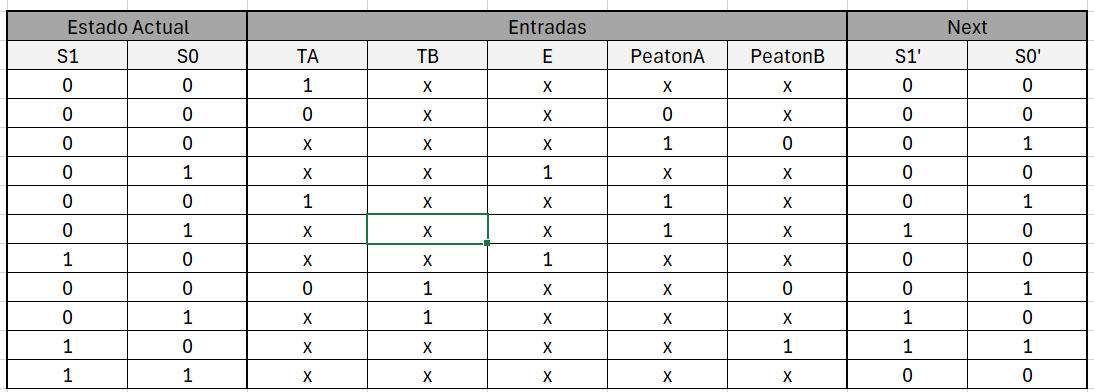 Estado Actual Entradas Next
S1 S0 TA TB E PeatonA PeatonB S1' S0'
0 0 1 x x x x 0 0
0 0 0 x x 0 x 0 0
0 0 x x x 1 0 0 1
0 1 x x 1 x x 0 0
0 0 1 x x 1 x 0 1
0 1 x x x 1 x 1 0
1 0 x x 1 x x 0 0
0 0 0 1 x x 0 0 1
0 1 x 1 x x x 1 0
1 0 x x x x 1 1 1
1 1 x x x x x 0 0